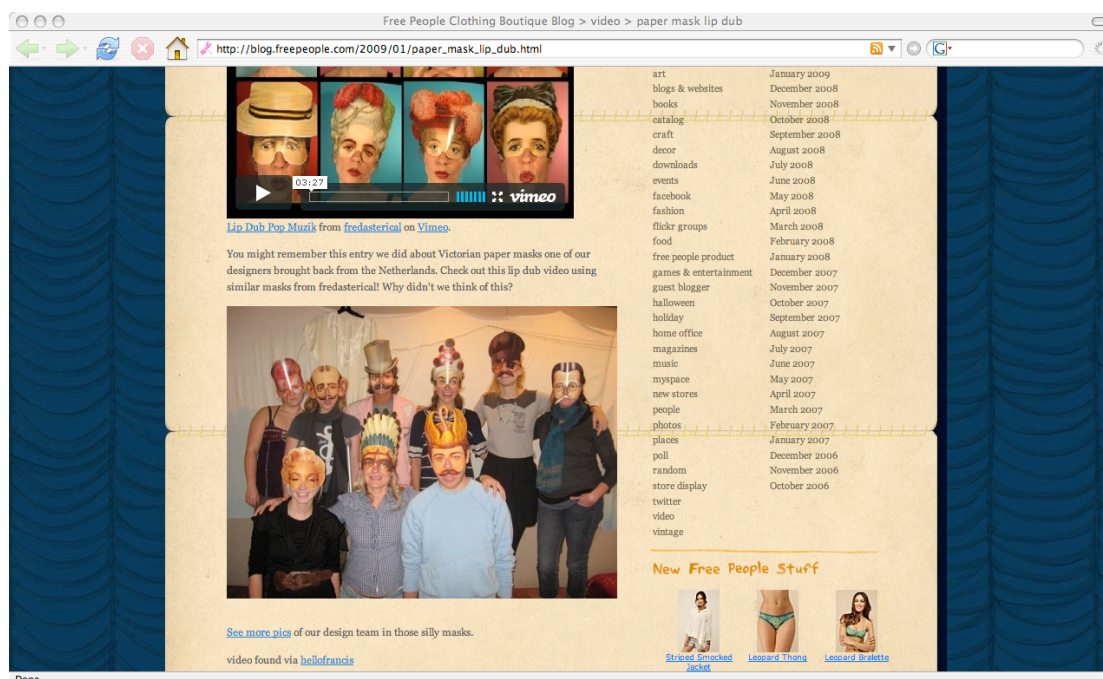 Free People Clothing Boutique Blog > video > paper mask lip dub
http://blog.freepeople.com/2009/01/paper_mask_lip_dub.html
G
03:27
vimeo
Lip Dub Pop Muzik from fredasterical on Vimeo.
You might remember this entry we did about Victorian paper masks one of our
designers brought back from the Netherlands. Check out this lip dub video using
similar masks from fredasterical! Why didn't we think of this?
See more pics of our design team in those silly masks.
video found via hellofrancis
art
blogs & websites
books
catalog
craft
decor
downloads
events
facebook
fashion
flickr groups
food
free people product
games & entertainment
guest blogger
halloween
holiday
home office
magazines
music
myspace
new stores
people
photos
places
poll
random
store display
twitter
video
vintage
January 2009
December 2008
November 2008
October 2008
September 2008
August 2008
July 2008
June 2008
May 2008
April 2008
March 2008
February 2008
January 2008
December 2007
November 2007
October 2007
September 2007
August 2007
July 2007
June 2007
May 2007
April 2007
March 2007
February 2007
January 2007
December 2006
November 2006
October 2006
New Free People Stuff
Striped Smocked
Jacket
Leopard Thong
Leopard Bralette
Done